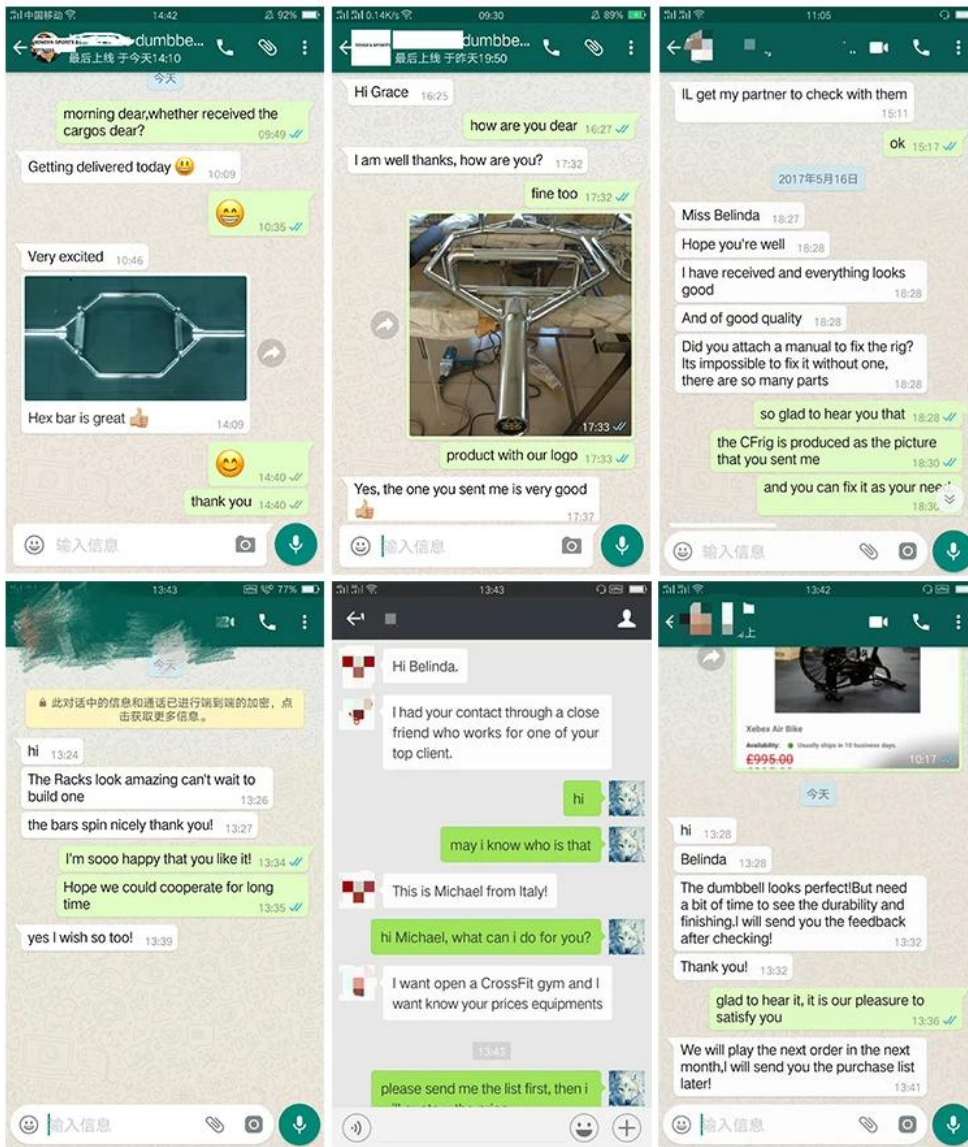 中国移动 14:42 92%
dumbbe...
最后上线 于今天14:10
今天
morning dear,whether received the
cargos dear?
09:49
Getting delivered today 😃 10:09
😁 10:35
Very excited 10:46
Hex bar is great 👍🏼 14:09
😊 14:40
thank you 14:40
输入信息
0.14K/s 09:30 89%
dumbbe...
最后上线 于昨天19:50
Hi Grace 16:25
how are you dear 16:27
I am well thanks, how are you? 17:32
fine too 17:32
17:33
product with our logo 17:33
Yes, the one you sent me is very good
👍🏼 17:37
输入信息
11:05
IL get my partner to check with them
15:11
ok 15:17
2017年5月16日
Miss Belinda 18:27
Hope you're well 18:28
I have received and everything looks
good 18:28
And of good quality 18:28
Did you attach a manual to fix the rig?
Its impossible to fix it without one,
there are so many parts 18:28
so glad to hear you that 18:28
the CFrig is produced as the picture
that you sent me 18:30
and you can fix it as your need
输入信息
13:43 77%
今天
此对话中的信息和通话已进行端到端的加密，点
击获取更多信息。
hi 13:24
The Racks look amazing can't wait to
build one 13:26
the bars spin nicely thank you! 13:27
I'm sooo happy that you like it! 13:34
Hope we could cooperate for long
time 13:35
yes I wish so too! 13:39
输入信息
13:43
Hi Belinda.
I had your contact through a close
friend who works for one of your
top client.
hi
may i know who is that
This is Michael from Italy!
hi Michael, what can i do for you?
I want open a CrossFit gym and I
want know your prices equipments
13:43
please send me the list first, then i
13:42
上
Xebex Air Bike
Availability: Usually ships in 10 business days.
£995.00
10:17
今天
hi 13:28
Belinda 13:28
The dumbbell looks perfect!But need
a bit of time to see the durability and
finishing.I will send you the feedback
after checking! 13:32
Thank you! 13:32
glad to hear it, it is our pleasure to
satisfy you 13:36
We will play the next order in the next
month,I will send you the purchase list
later! 13:41
输入信息